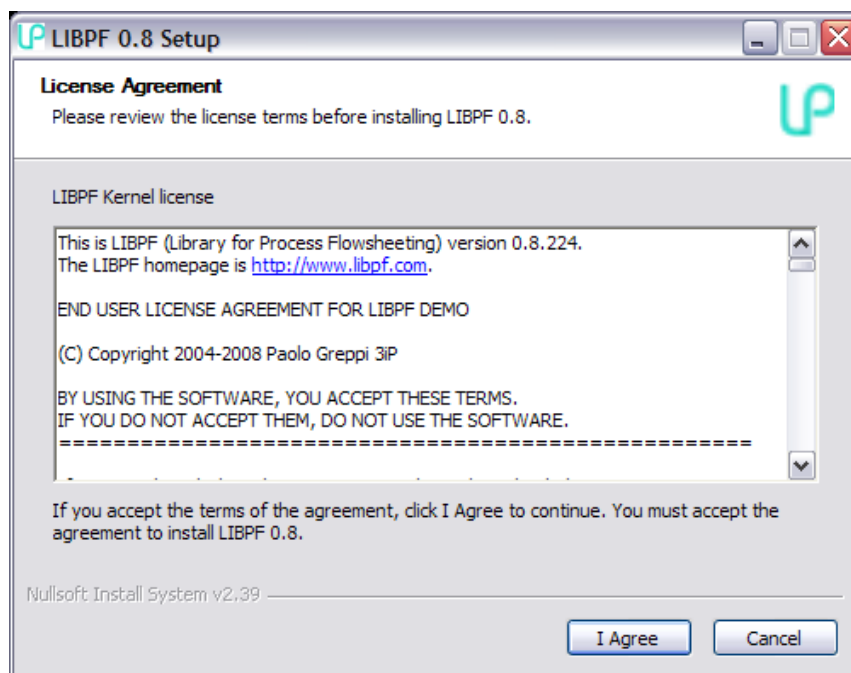 LIBPF 0.8 Setup
License Agreement
Please review the license terms before installing LIBPF 0.8.
LIBPF Kernel license
This is LIBPF (Library for Process Flowsheeting) version 0.8.224.
The LIBPF homepage is http://www.libpf.com.
END USER LICENSE AGREEMENT FOR LIBPF DEMO
(C) Copyright 2004-2008 Paolo Greppi 3iP
BY USING THE SOFTWARE, YOU ACCEPT THESE TERMS.
IF YOU DO NOT ACCEPT THEM, DO NOT USE THE SOFTWARE.
===================================================
If you accept the terms of the agreement, click I Agree to continue. You must accept the
agreement to install LIBPF 0.8.
Nullsoft Install System v2.39
I Agree
Cancel